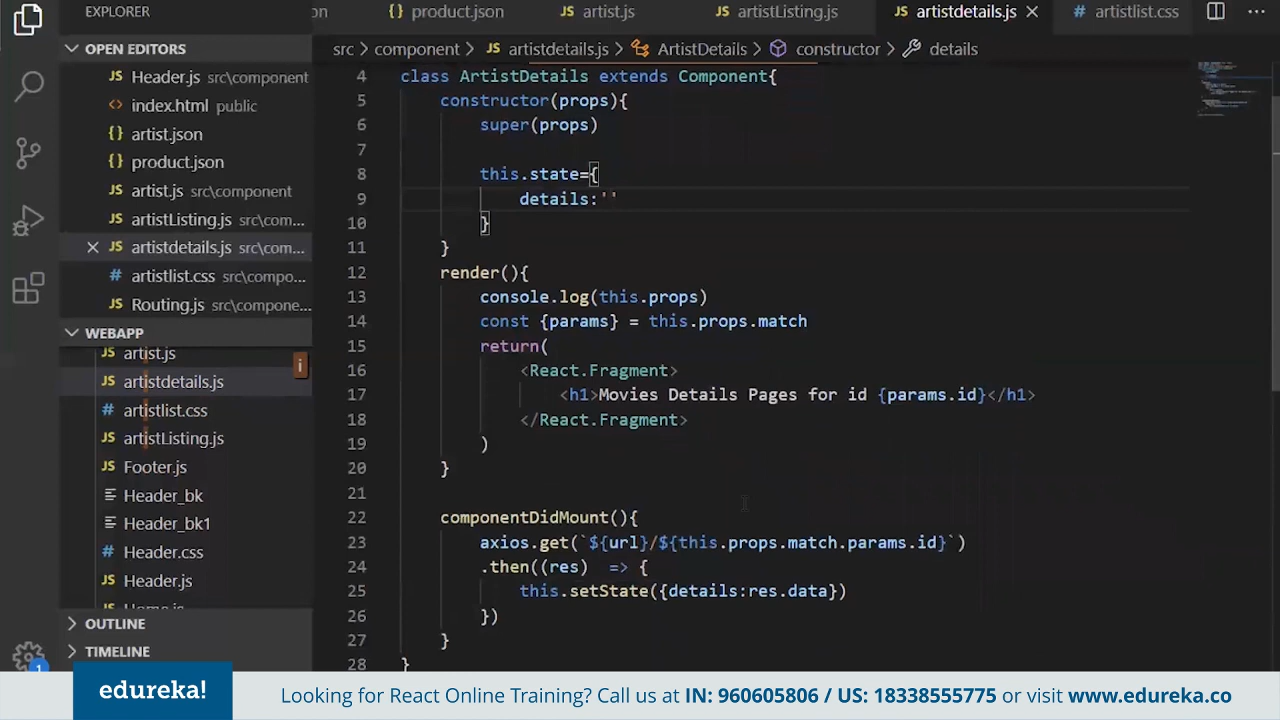 EXPLORER
on
{} product.json
JS artist.js
JS artistListing.js
JS artistdetails.js
# artistlist.css
OPEN EDITORS
src > component > JS artistdetails.js > ArtistDetails > constructor > details
JS Header.js src\component
<> index.html public
{} artist.json
{} product.json
JS artist.js src\component
JS artistListing.js src\com...
JS artistdetails.js src\com...
# artistlist.css src\compo...
JS Routing.js src\compone...
WEBAPP
JS artist.js
i
JS artistdetails.js
# artistlist.css
JS artistListing.js
JS Footer.js
Header_bk
Header_bk1
# Header.css
JS Header.js
JS Home.js
OUTLINE
TIMELINE
1
4 class ArtistDetails extends Component{
5 constructor(props){
6 super(props)
7
8 this.state={
9 details:''
10 }
11 }
12 render(){
13 console.log(this.props)
14 const {params} = this.props.match
15 return(
16 <React.Fragment>
17 <h1>Movies Details Pages for id {params.id}</h1>
18 </React.Fragment>
19 )
20 }
21
22 componentDidMount(){
23 axios.get(`${url}/${this.props.match.params.id}`)
24 .then((res) => {
25 this.setState({details:res.data})
26 })
27 }
28 }
edureka!
Looking for React Online Training? Call us at IN: 960605806 / US: 18338555775 or visit www.edureka.co